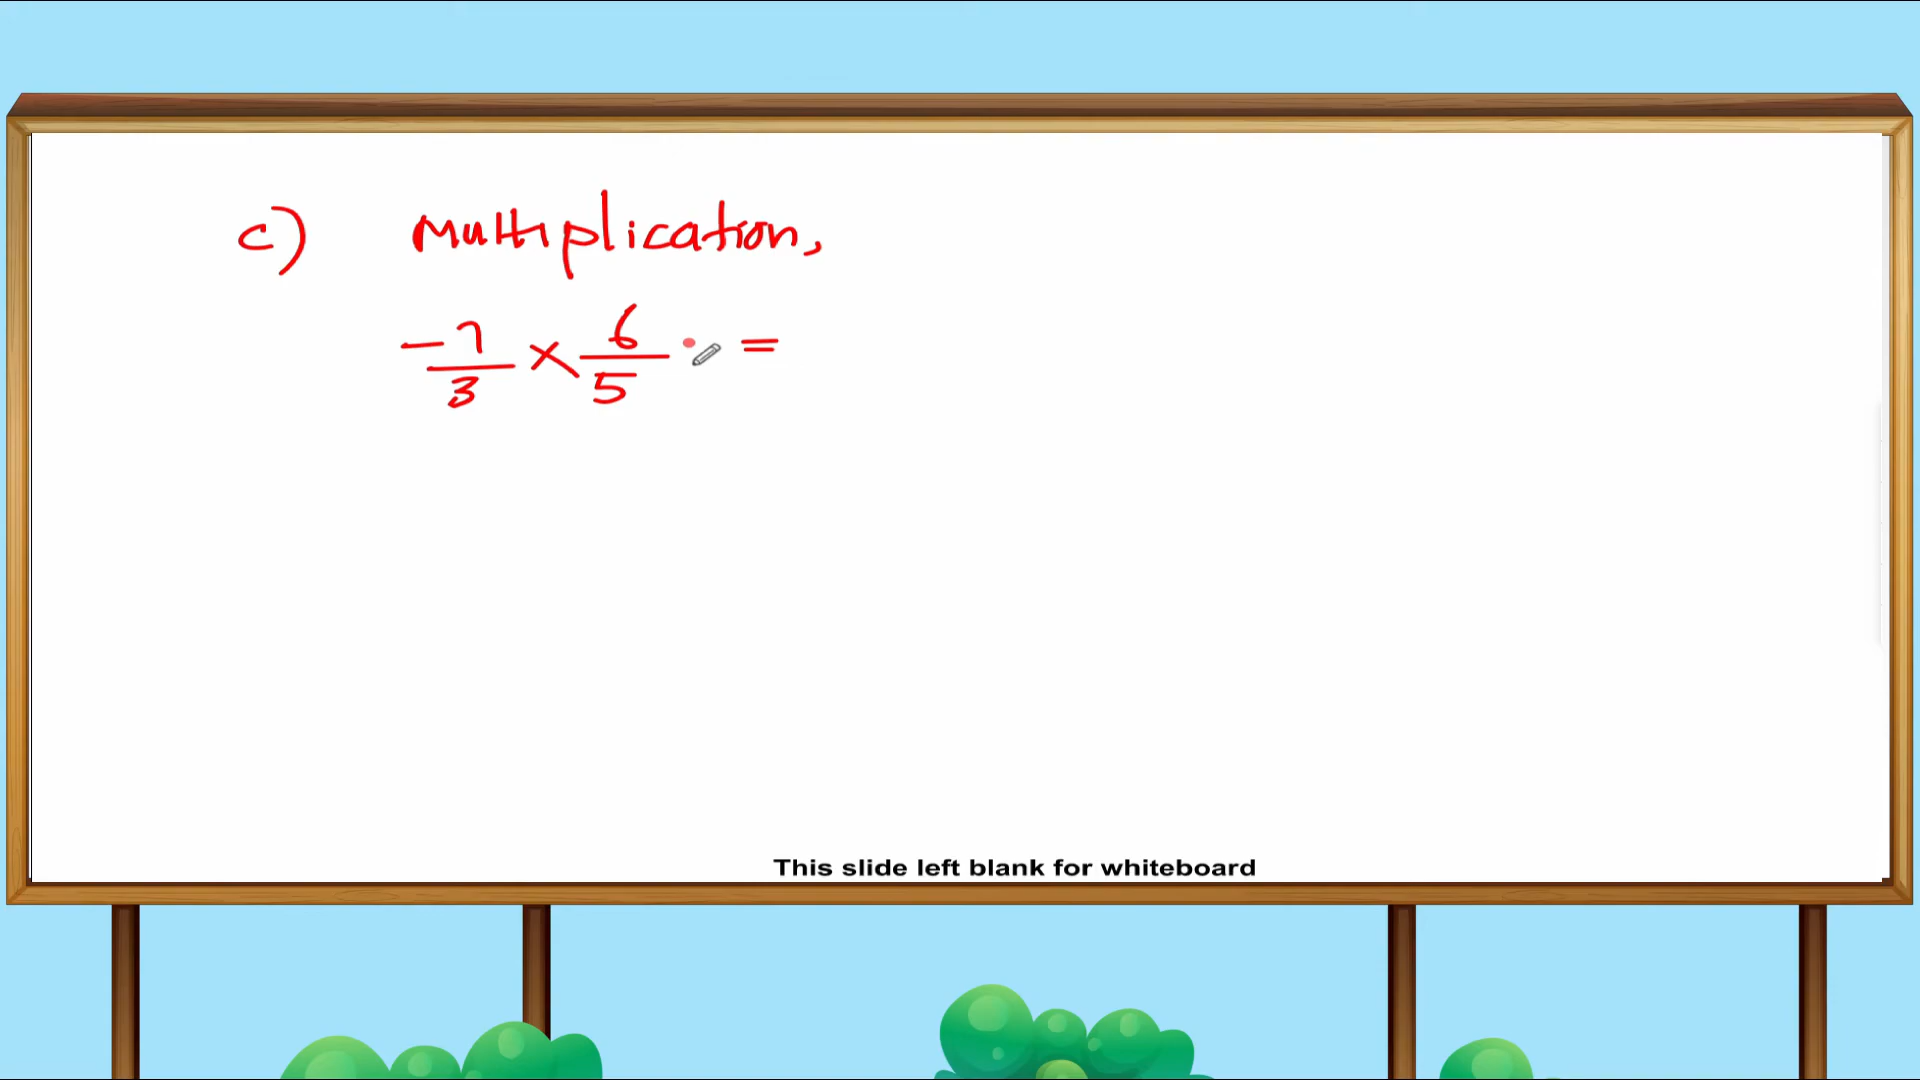 c) Multiplication,
-7/3 × 6/5 =
This slide left blank for whiteboard